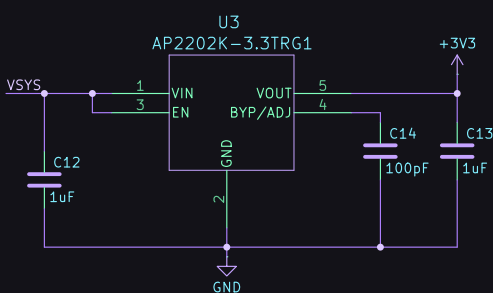 U3
AP2202K-3.3TRG1
+3V3
VSYS
1
VIN
VOUT
5
3
EN
BYP/ADJ
4
GND
2
C12
1uF
C14
100pF
C13
1uF
GND